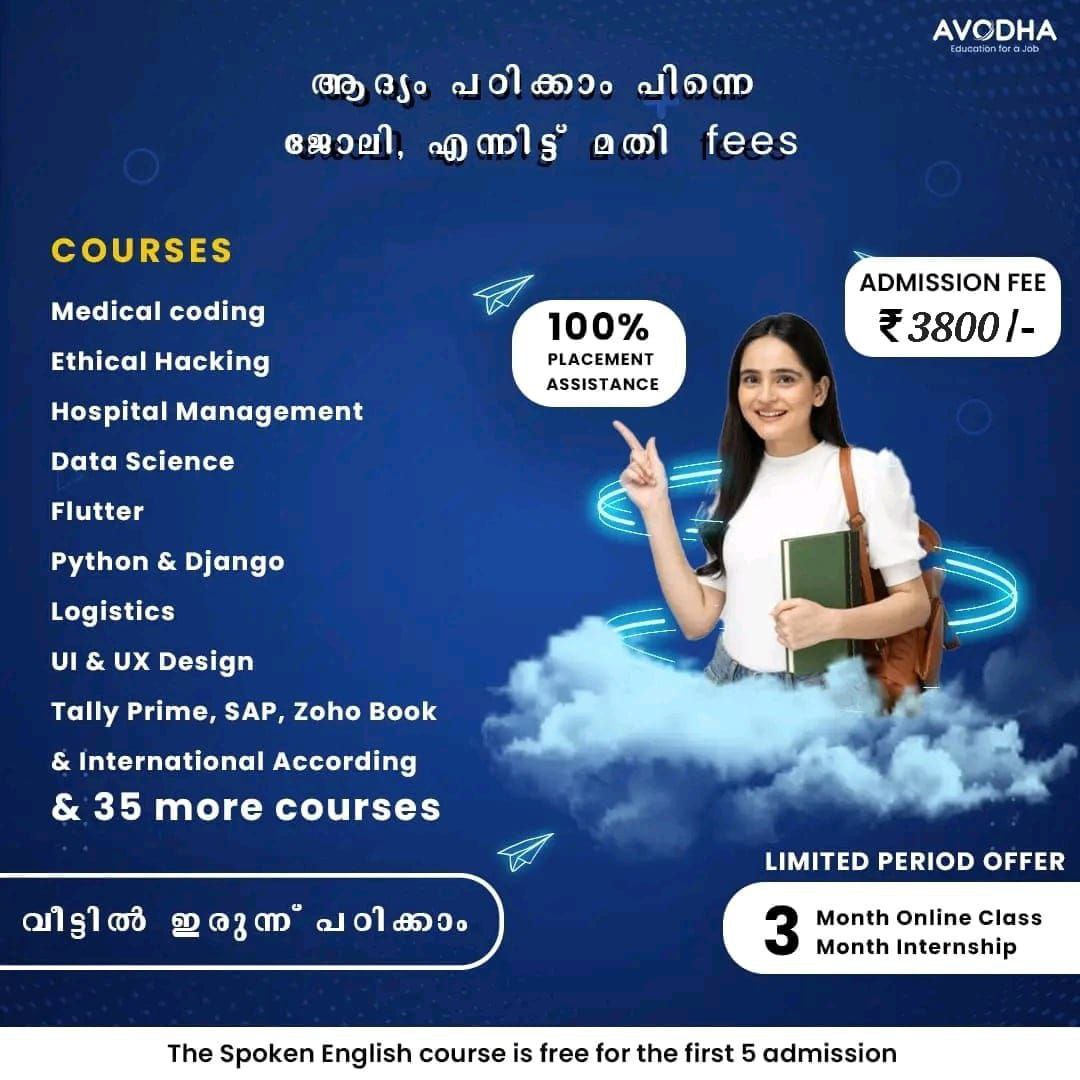 AVODHA
Education for a Job
ആദ്യം പഠിക്കാം പിന്നെ
ജോലി, എന്നിട്ട് മതി fees
COURSES
Medical coding
Ethical Hacking
Hospital Management
Data Science
Flutter
Python & Django
Logistics
UI & UX Design
Tally Prime, SAP, Zoho Book
& International According
& 35 more courses
100%
PLACEMENT
ASSISTANCE
ADMISSION FEE
₹3800/-
വീട്ടിൽ ഇരുന്ന് പഠിക്കാം
LIMITED PERIOD OFFER
3 Month Online Class
Month Internship
The Spoken English course is free for the first 5 admission